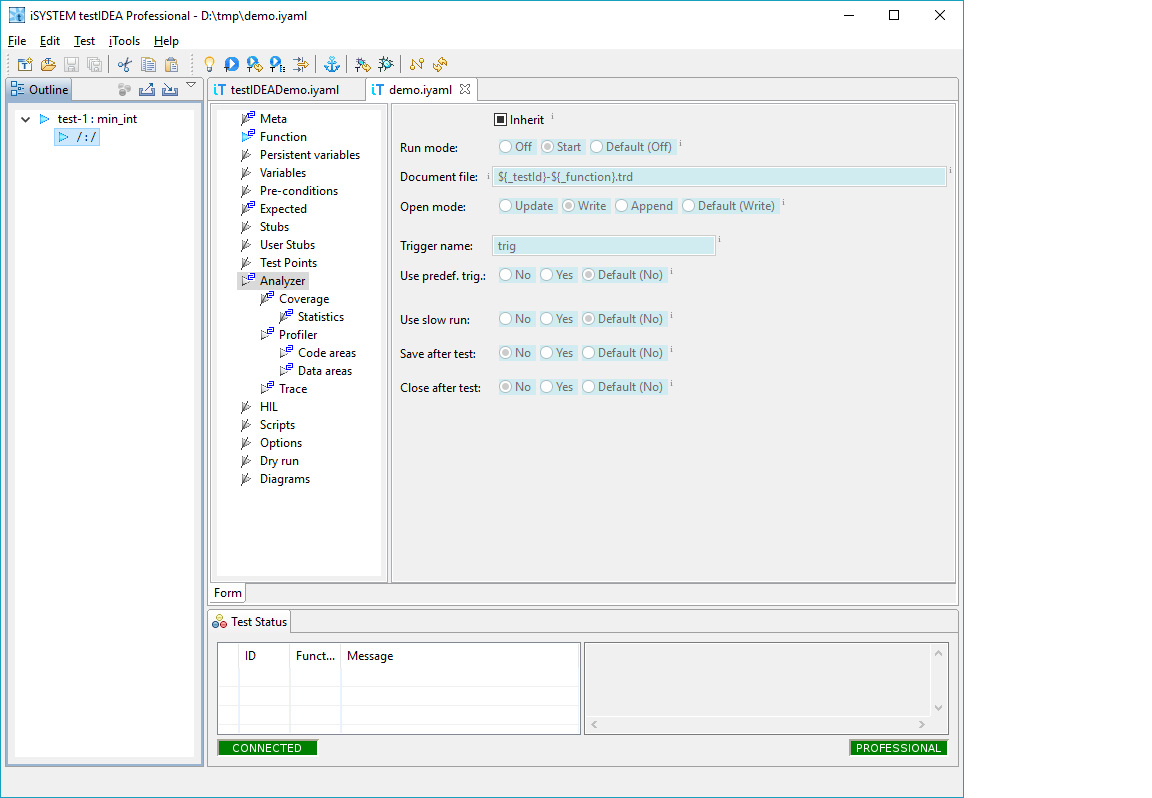 iSYSTEM testIDEA Professional - D:\tmp\demo.iyaml
File Edit Test iTools Help
Outline
test-1 : min_int
/:/
iT testIDEADemo.iyaml
iT demo.iyaml
Meta
Function
Persistent variables
Variables
Pre-conditions
Expected
Stubs
User Stubs
Test Points
Analyzer
Coverage
Statistics
Profiler
Code areas
Data areas
Trace
HIL
Scripts
Options
Dry run
Diagrams
Inherit i
Run mode: Off Start Default (Off) i
Document file: i ${_testId}-${_function}.trd i
Open mode: Update Write Append Default (Write) i
Trigger name: trig i
Use predef. trig.: No Yes Default (No) i
Use slow run: No Yes Default (No) i
Save after test: No Yes Default (No) i
Close after test: No Yes Default (No) i
Form
Test Status
ID Funct... Message
CONNECTED
PROFESSIONAL